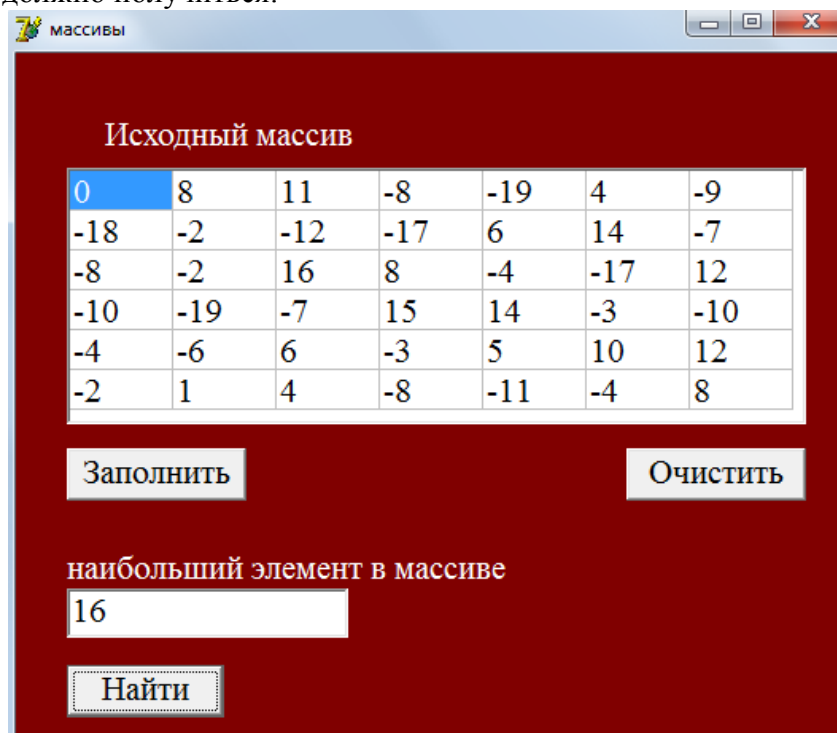 должно получиться:
массивы
Исходный массив
0 8 11 -8 -19 4 -9
-18 -2 -12 -17 6 14 -7
-8 -2 16 8 -4 -17 12
-10 -19 -7 15 14 -3 -10
-4 -6 6 -3 5 10 12
-2 1 4 -8 -11 -4 8
Заполнить Очистить
наибольший элемент в массиве
16
Найти